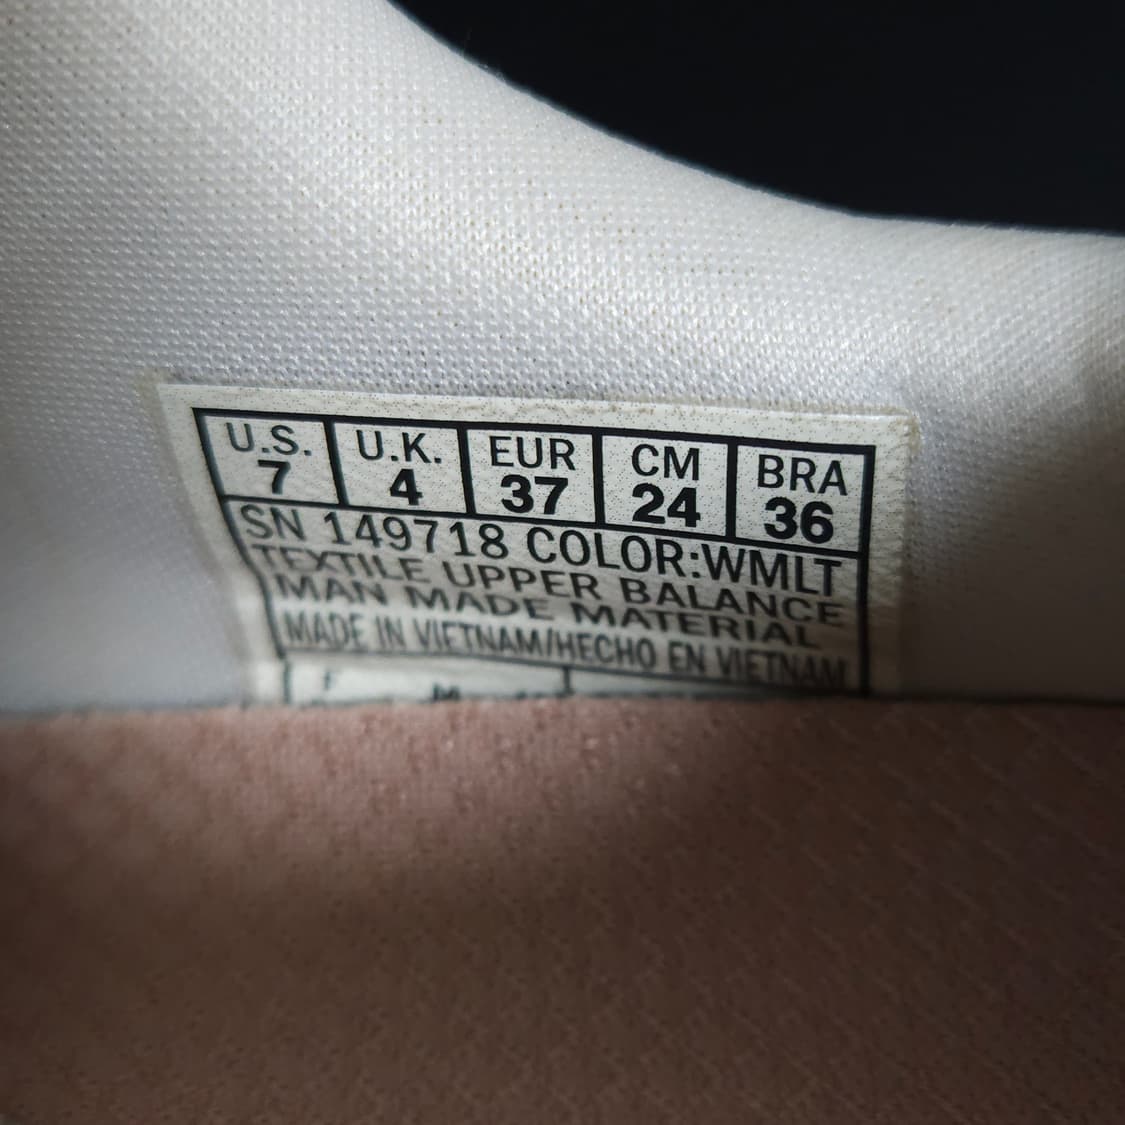 U.S. U.K. EUR CM BRA
7 4 37 24 36
SN 149718 COLOR:WMLT
TEXTILE UPPER BALANCE
MAN MADE MATERIAL
MADE IN VIETNAM/HECHO EN VIETNAM